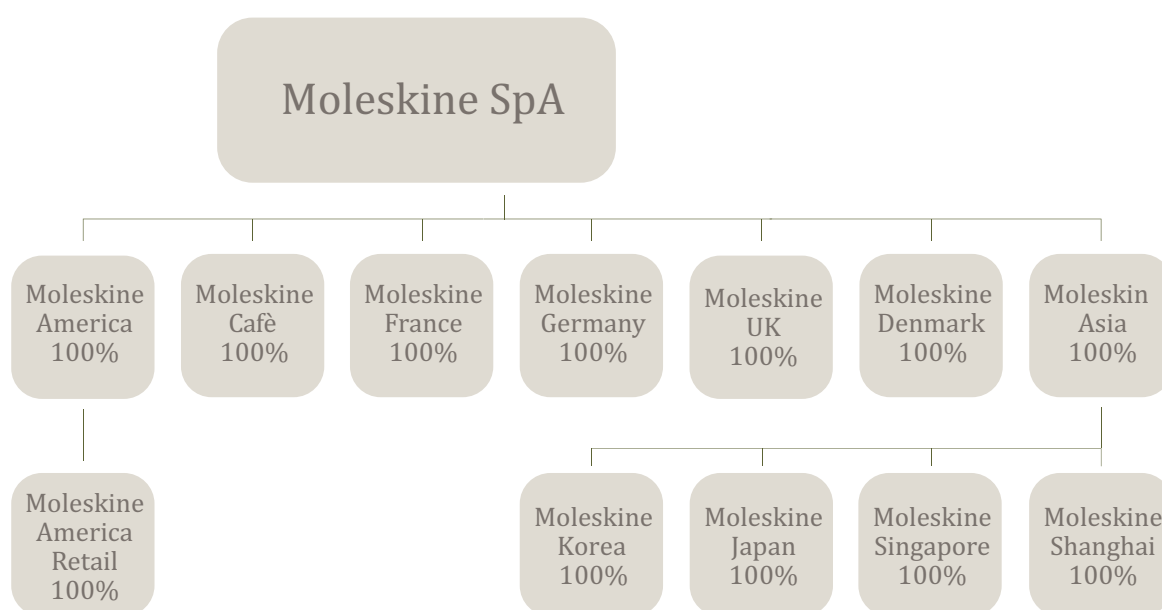 Moleskine SpA
Moleskine
America
100%
Moleskine
Cafè
100%
Moleskine
France
100%
Moleskine
Germany
100%
Moleskine
UK
100%
Moleskine
Denmark
100%
Moleskin
Asia
100%
Moleskine
America
Retail
100%
Moleskine
Korea
100%
Moleskine
Japan
100%
Moleskine
Singapore
100%
Moleskine
Shanghai
100%